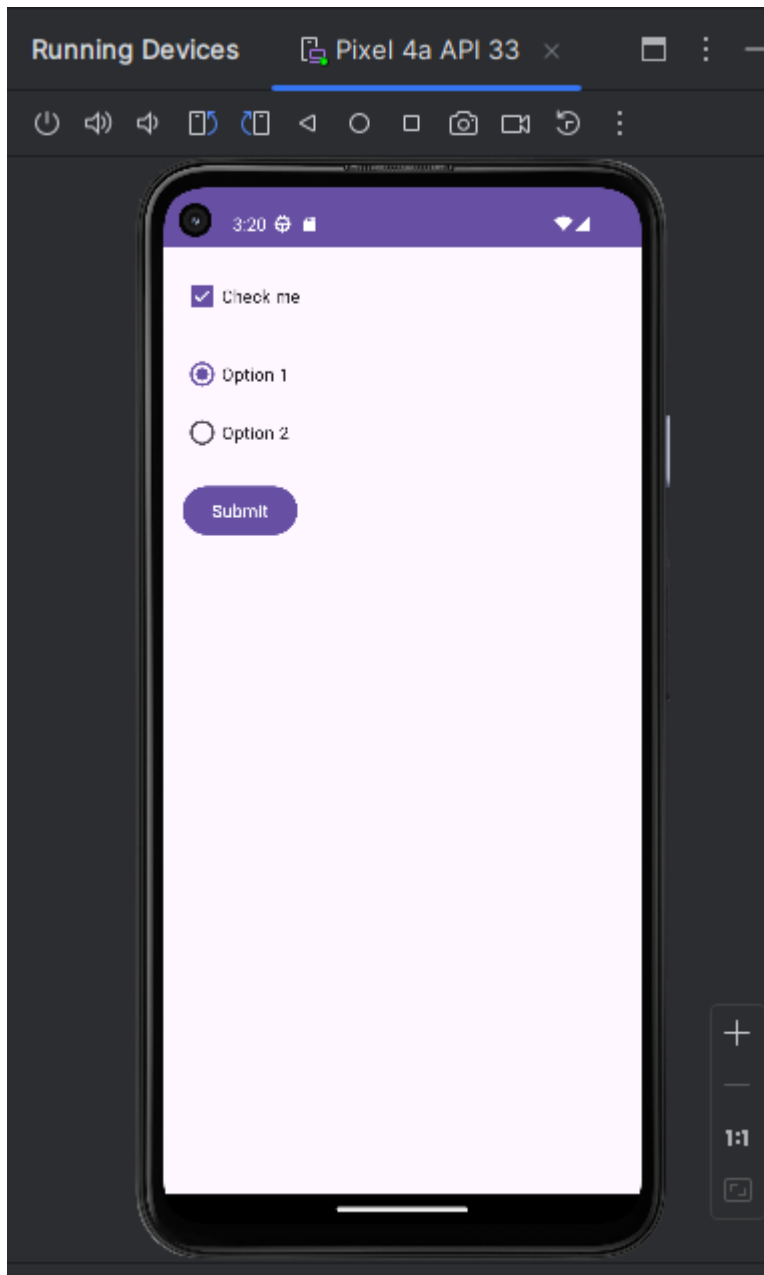 Running Devices Pixel 4a API 33
3:20
Check me
Option 1
Option 2
Submit
1:1